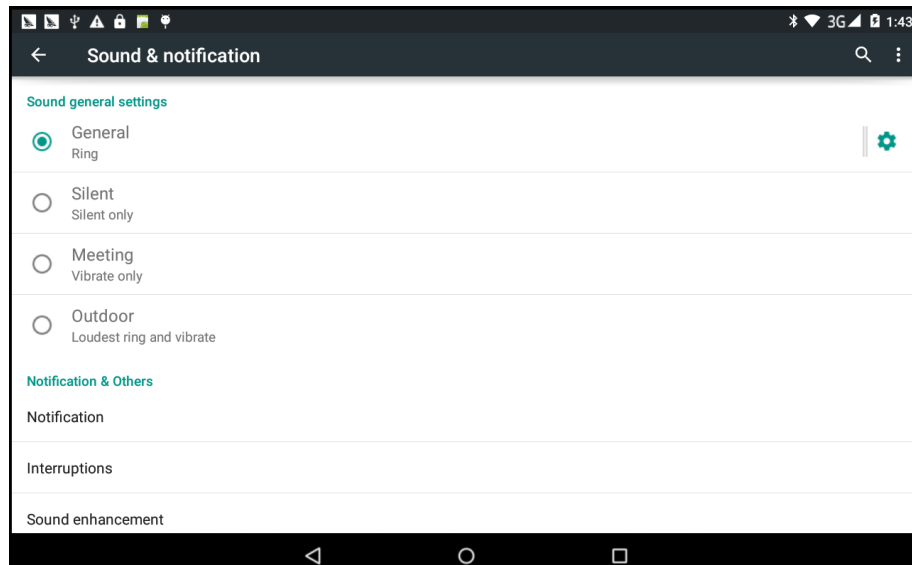 3G 1:43
Sound & notification
Sound general settings
General
Ring
Silent
Silent only
Meeting
Vibrate only
Outdoor
Loudest ring and vibrate
Notification & Others
Notification
Interruptions
Sound enhancement